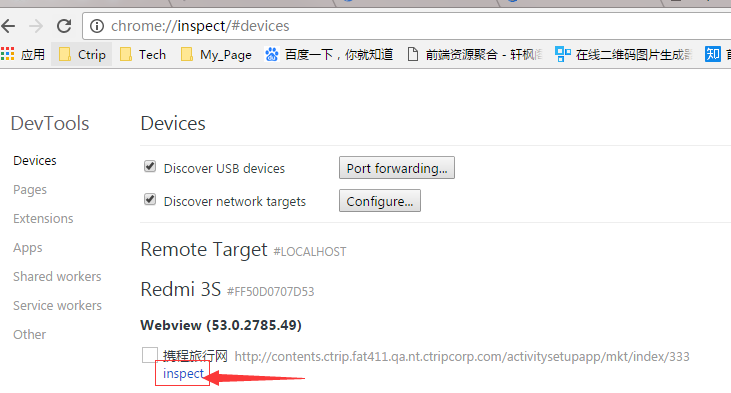 chrome://inspect/#devices
应用 Ctrip Tech My_Page 百度一下，你就知道 前端资源聚合 - 轩枫阁 在线二维码图片生成器 知
DevTools
Devices
Devices
Discover USB devices Port forwarding...
Pages
Discover network targets Configure...
Extensions
Apps
Remote Target #LOCALHOST
Shared workers
Redmi 3S #FF50D0707D53
Service workers
Webview (53.0.2785.49)
Other
携程旅行网 http://contents.ctrip.fat411.qa.nt.ctripcorp.com/activitysetupapp/mkt/index/333
inspect